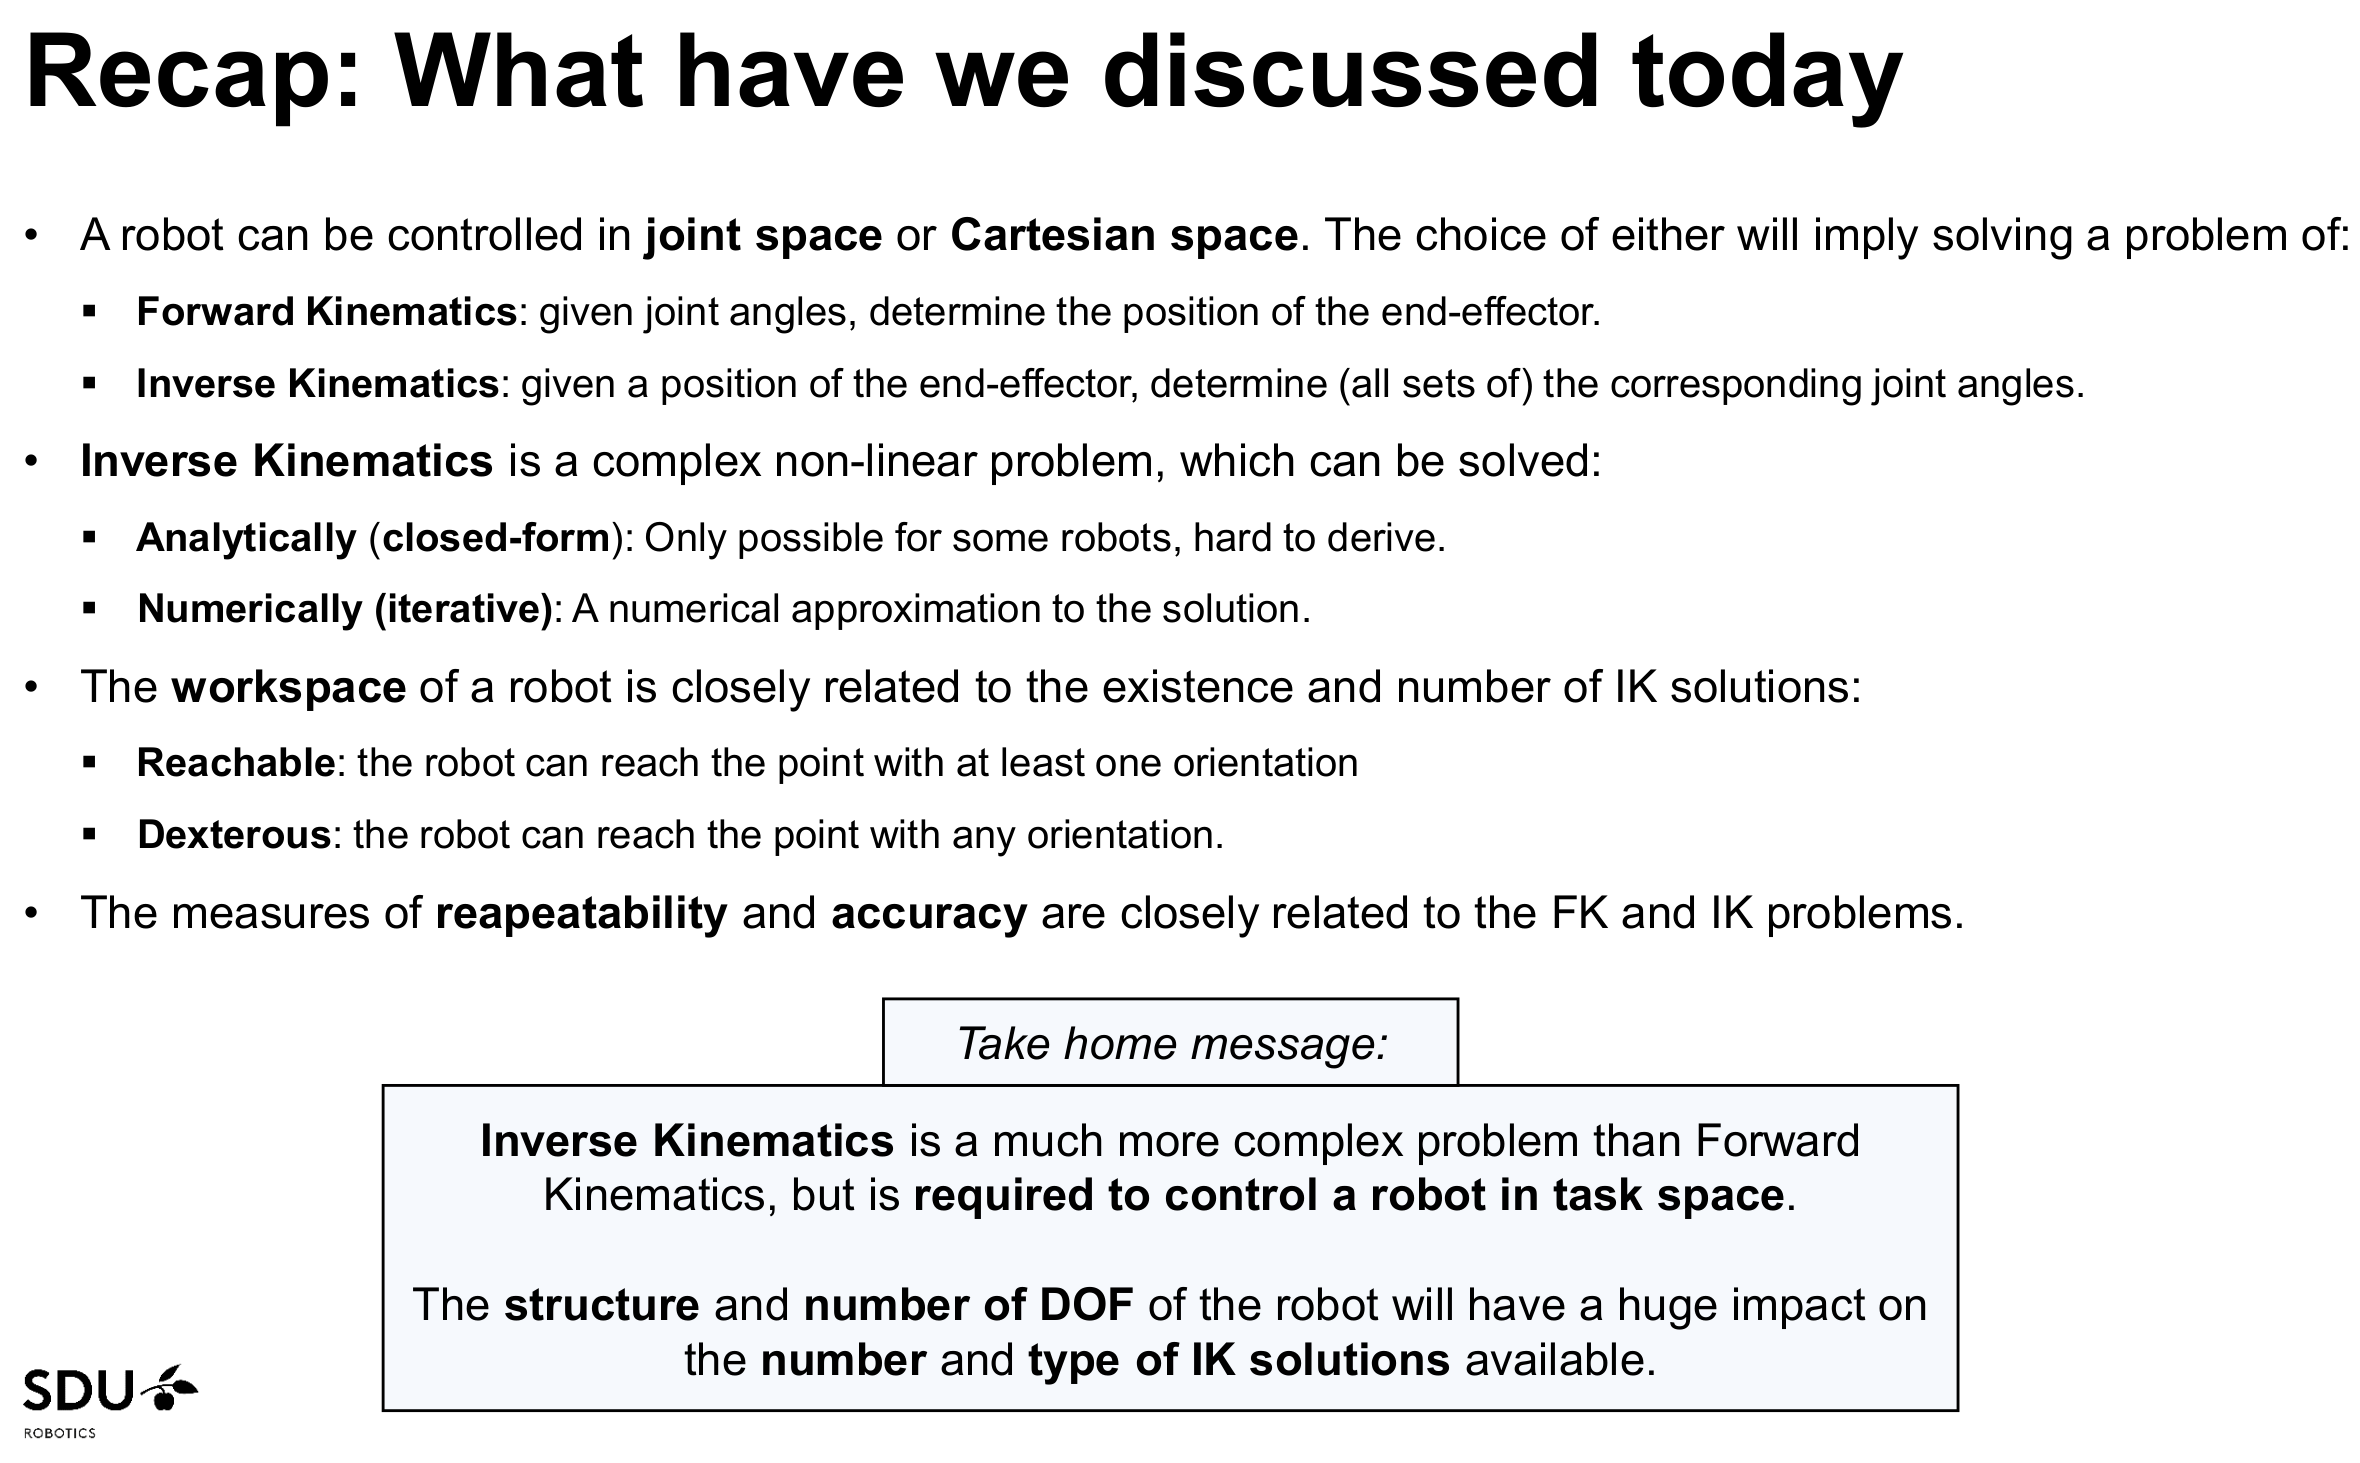 Recap: What have we discussed today
• A robot can be controlled in joint space or Cartesian space. The choice of either will imply solving a problem of:
▪ Forward Kinematics: given joint angles, determine the position of the end-effector.
▪ Inverse Kinematics: given a position of the end-effector, determine (all sets of) the corresponding joint angles.
• Inverse Kinematics is a complex non-linear problem, which can be solved:
▪ Analytically (closed-form): Only possible for some robots, hard to derive.
▪ Numerically (iterative): A numerical approximation to the solution.
• The workspace of a robot is closely related to the existence and number of IK solutions:
▪ Reachable: the robot can reach the point with at least one orientation
▪ Dexterous: the robot can reach the point with any orientation.
• The measures of reapeatability and accuracy are closely related to the FK and IK problems.
Take home message:
Inverse Kinematics is a much more complex problem than Forward
Kinematics, but is required to control a robot in task space.
The structure and number of DOF of the robot will have a huge impact on
the number and type of IK solutions available.
SDU
ROBOTICS